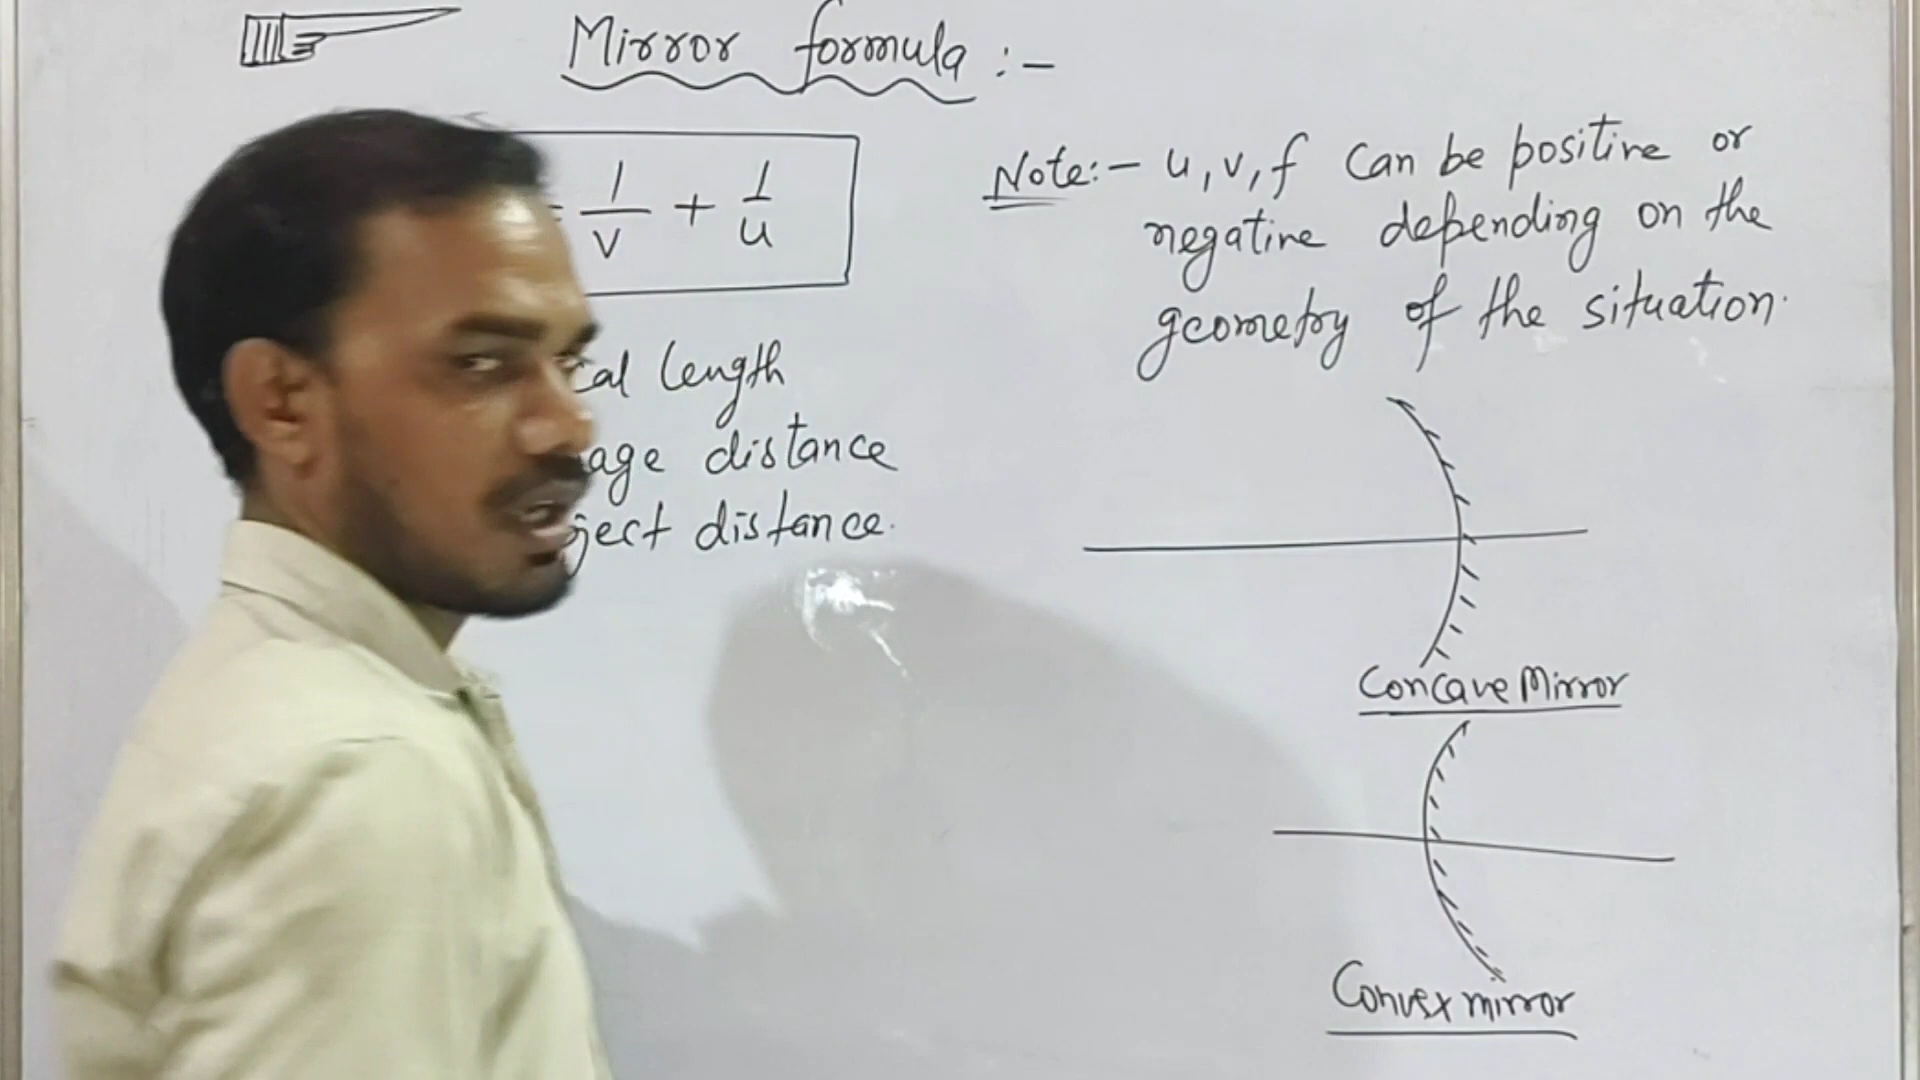 Mirror formula :-
= 1/v + 1/u
Note:- u, v, f can be positive or
negative depending on the
geometry of the situation.
cal length
age distance
ject distance.
Concave Mirror
Convex mirror